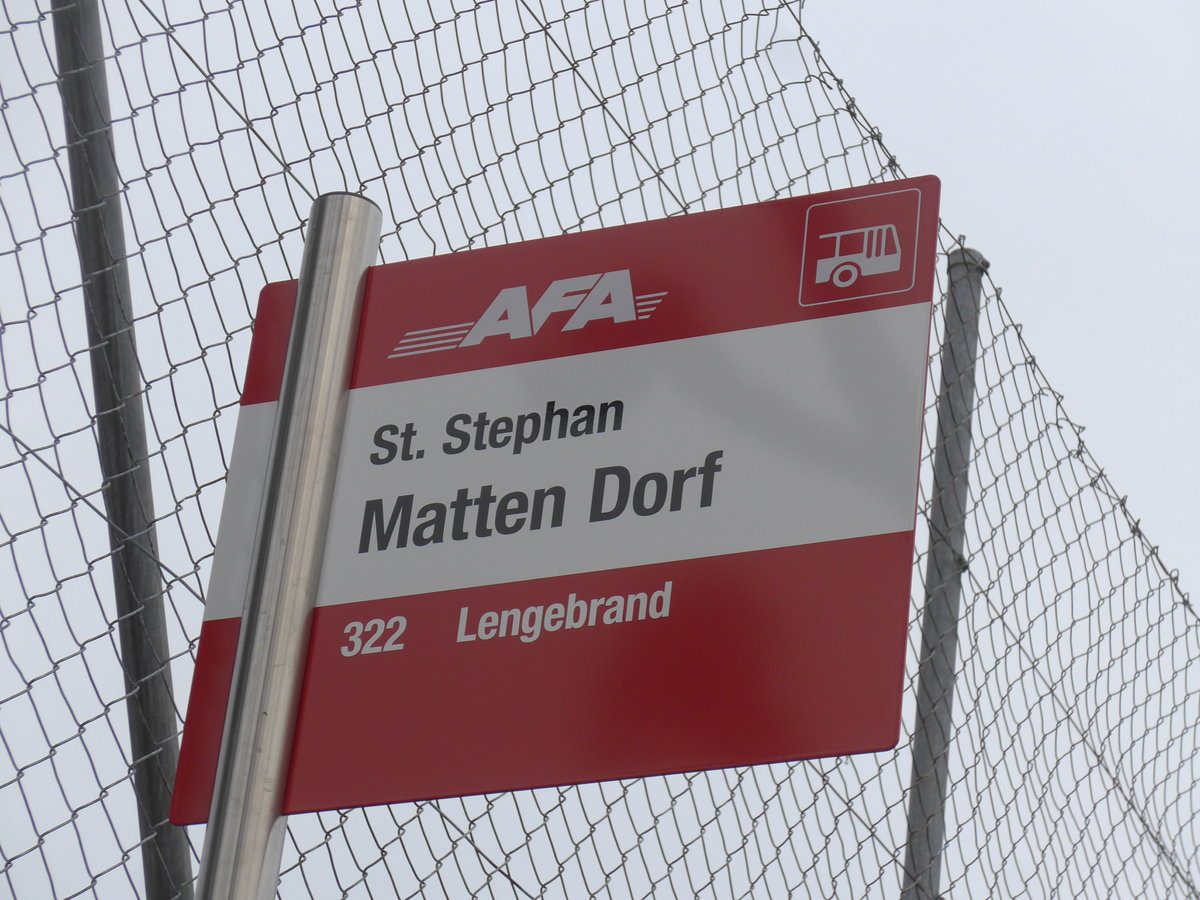 AFA
St. Stephan
Matten Dorf
322 Lengebrand